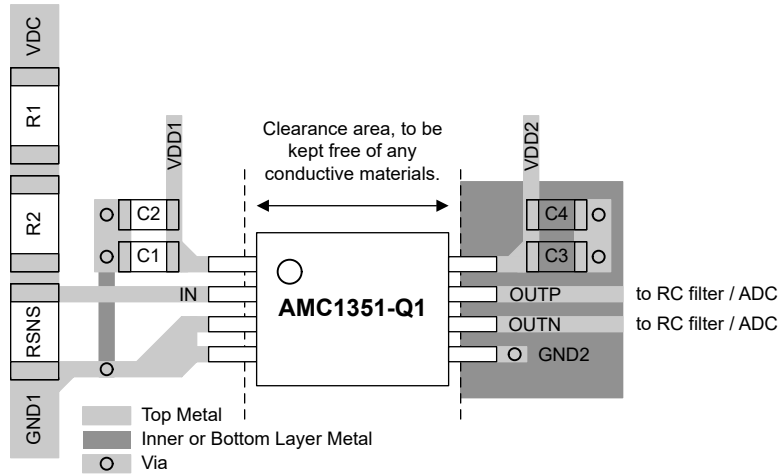 VDC
R1
R2
RSNS
GND1
VDD1
C2
C1
Clearance area, to be
kept free of any
conductive materials.
VDD2
C4
C3
IN
AMC1351-Q1
OUTP
to RC filter / ADC
OUTN
to RC filter / ADC
GND2
Top Metal
Inner or Bottom Layer Metal
Via